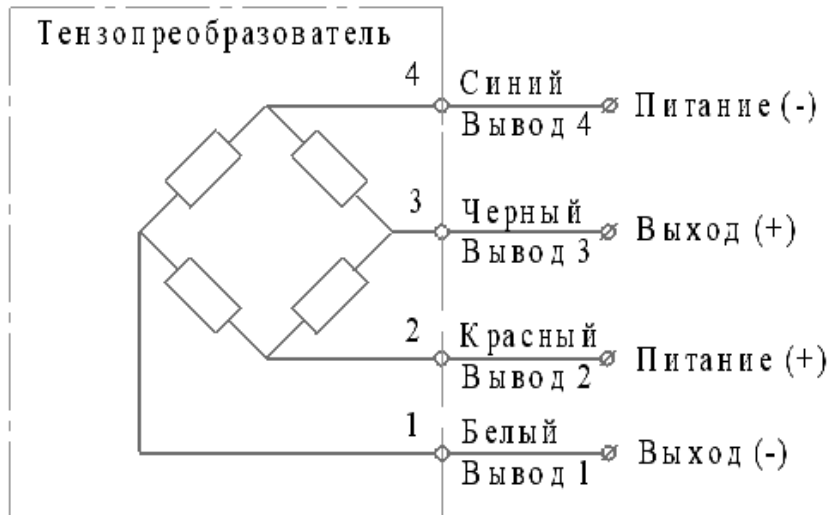 Тензопреобразователь
4 Синий
Вывод 4
Питание (-)
3 Черный
Вывод 3
Выход (+)
2 Красный
Вывод 2
Питание (+)
1 Белый
Вывод 1
Выход (-)